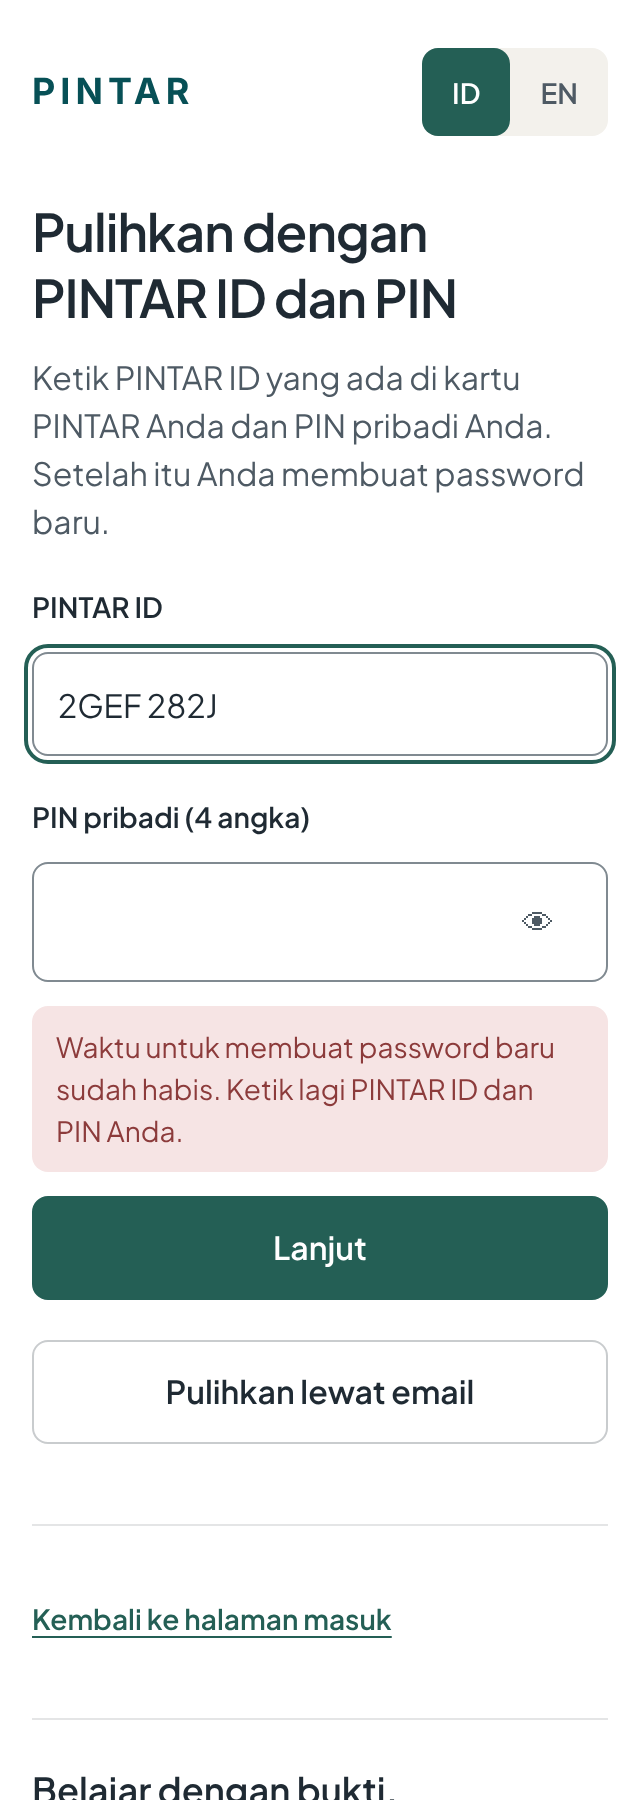 PINTAR
ID
EN
Pulihkan dengan
PINTAR ID dan PIN
Ketik PINTAR ID yang ada di kartu
PINTAR Anda dan PIN pribadi Anda.
Setelah itu Anda membuat password
baru.
PINTAR ID
2GEF 282J
PIN pribadi (4 angka)
Waktu untuk membuat password baru
sudah habis. Ketik lagi PINTAR ID dan
PIN Anda.
Lanjut
Pulihkan lewat email
Kembali ke halaman masuk
Belajar dengan bukti.